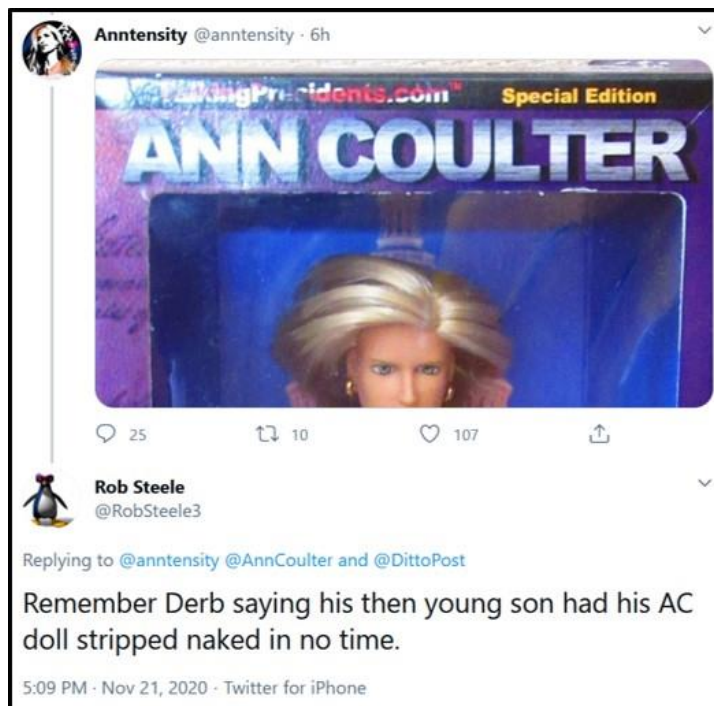 Anntensity @anntensity · 6h
TalkingPresidents.com™ Special Edition
ANN COULTER
25 10 107
Rob Steele
@RobSteele3
Replying to @anntensity @AnnCoulter and @DittoPost
Remember Derb saying his then young son had his AC
doll stripped naked in no time.
5:09 PM · Nov 21, 2020 · Twitter for iPhone